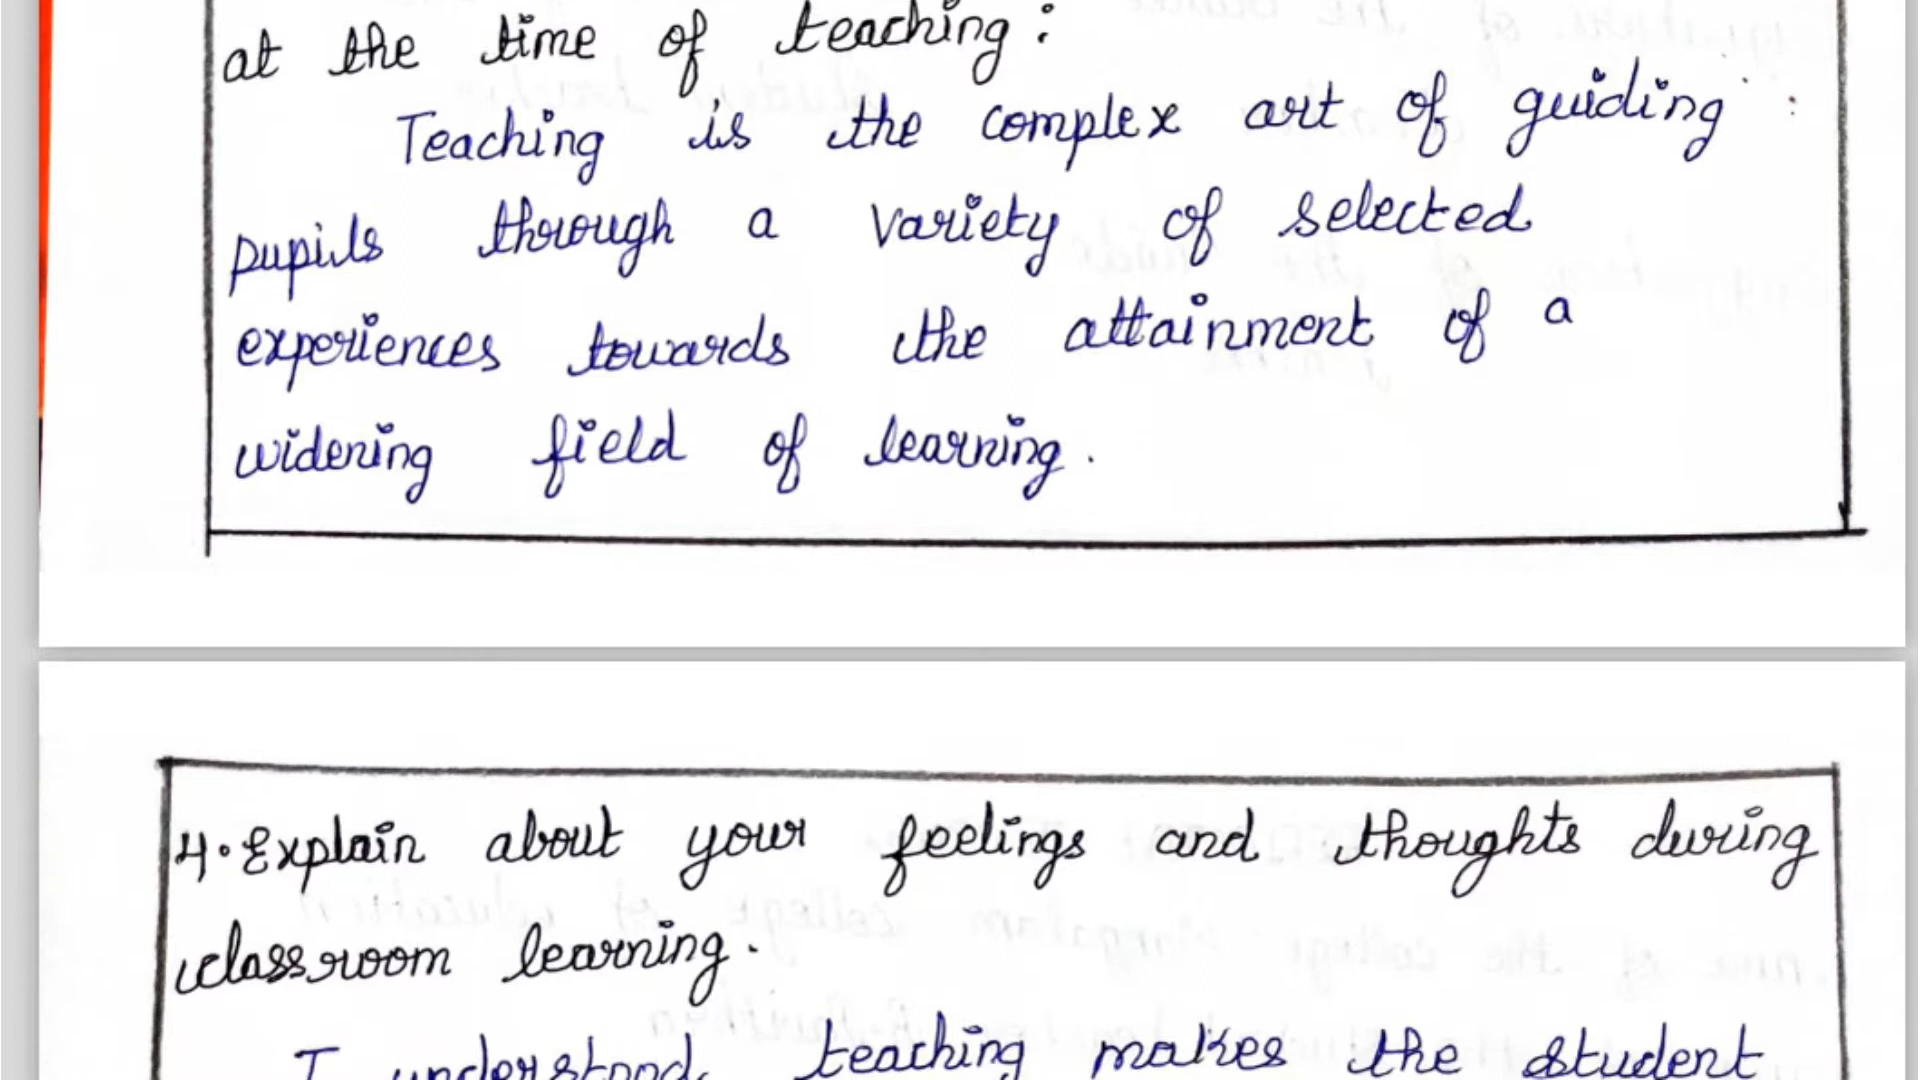 at the time of teaching:
Teaching is the complex art of guiding
pupils through a variety of selected
experiences towards the attainment of a
widening field of learning.
4. Explain about your feelings and thoughts during
classroom learning.
I understood teaching makes the student